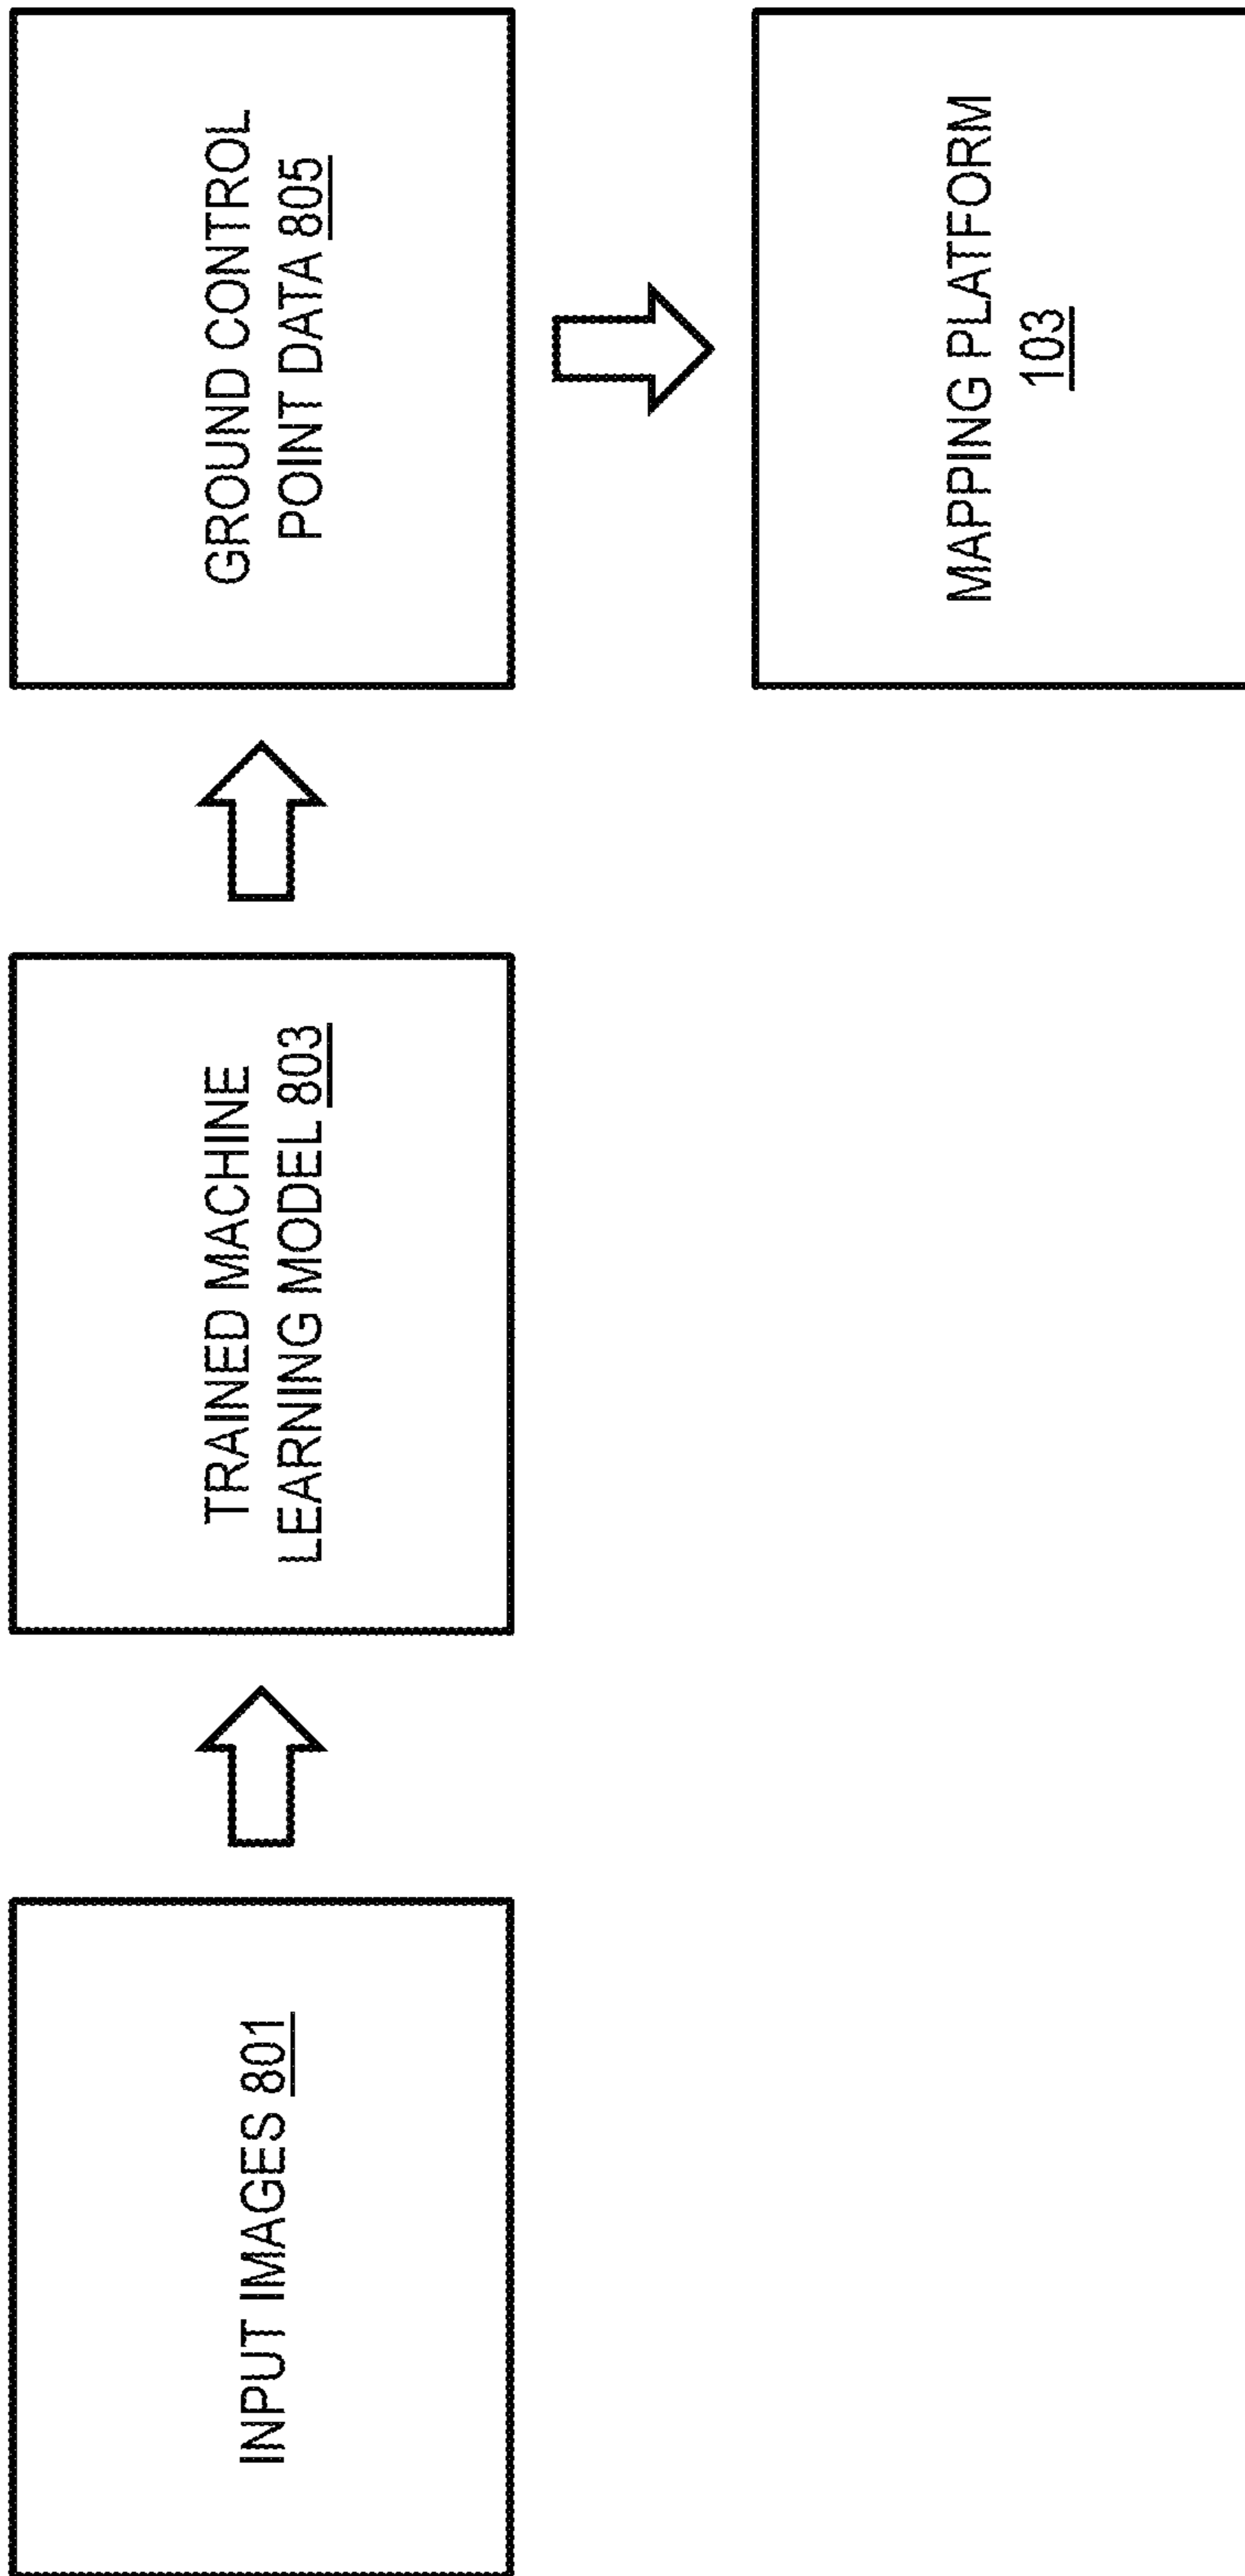 INPUT IMAGES 801
TRAINED MACHINE
LEARNING MODEL 803
GROUND CONTROL
POINT DATA 805
MAPPING PLATFORM
103